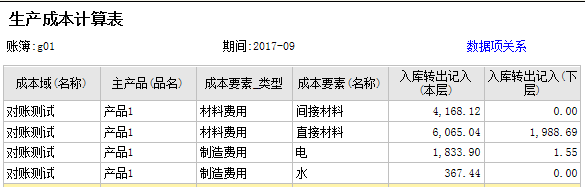 生产成本计算表
账簿:g01 期间:2017-09 数据项关系
成本域(名称) 主产品(品名) 成本要素_类型 成本要素(名称) 入库转出记入(本层) 入库转出记入(下层)
对账测试 产品1 材料费用 间接材料 4,168.12 0.00
对账测试 产品1 材料费用 直接材料 6,065.04 1,988.69
对账测试 产品1 制造费用 电 1,833.90 1.55
对账测试 产品1 制造费用 水 367.44 0.00